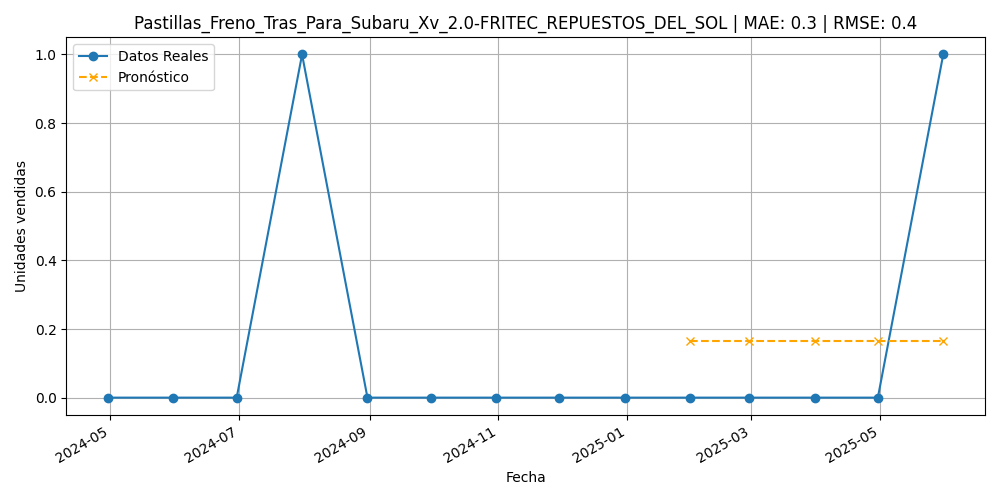 Pastillas_Freno_Tras_Para_Subaru_Xv_2.0-FRITEC_REPUESTOS_DEL_SOL | MAE: 0.3 | RMSE: 0.4
Datos Reales
Pronóstico
Unidades vendidas
1.0
0.8
0.6
0.4
0.2
0.0
2024-05
2024-07
2024-09
2024-11
2025-01
2025-03
2025-05
Fecha